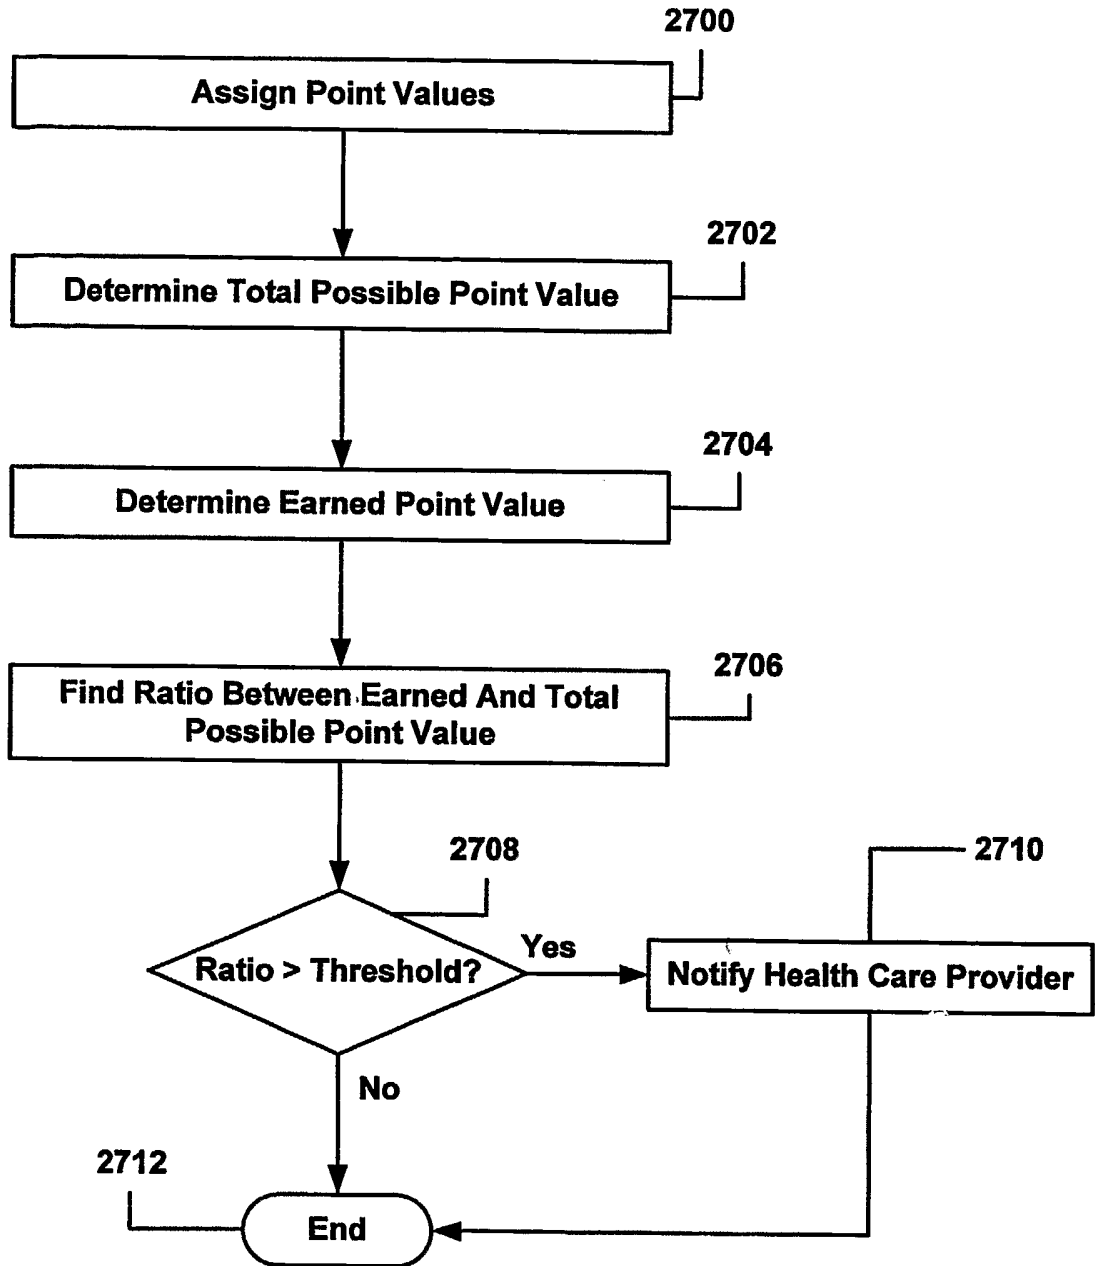 2700
Assign Point Values
2702
Determine Total Possible Point Value
2704
Determine Earned Point Value
2706
Find Ratio Between Earned And Total
Possible Point Value
2708
2710
Ratio > Threshold?
Yes
Notify Health Care Provider
No
2712
End